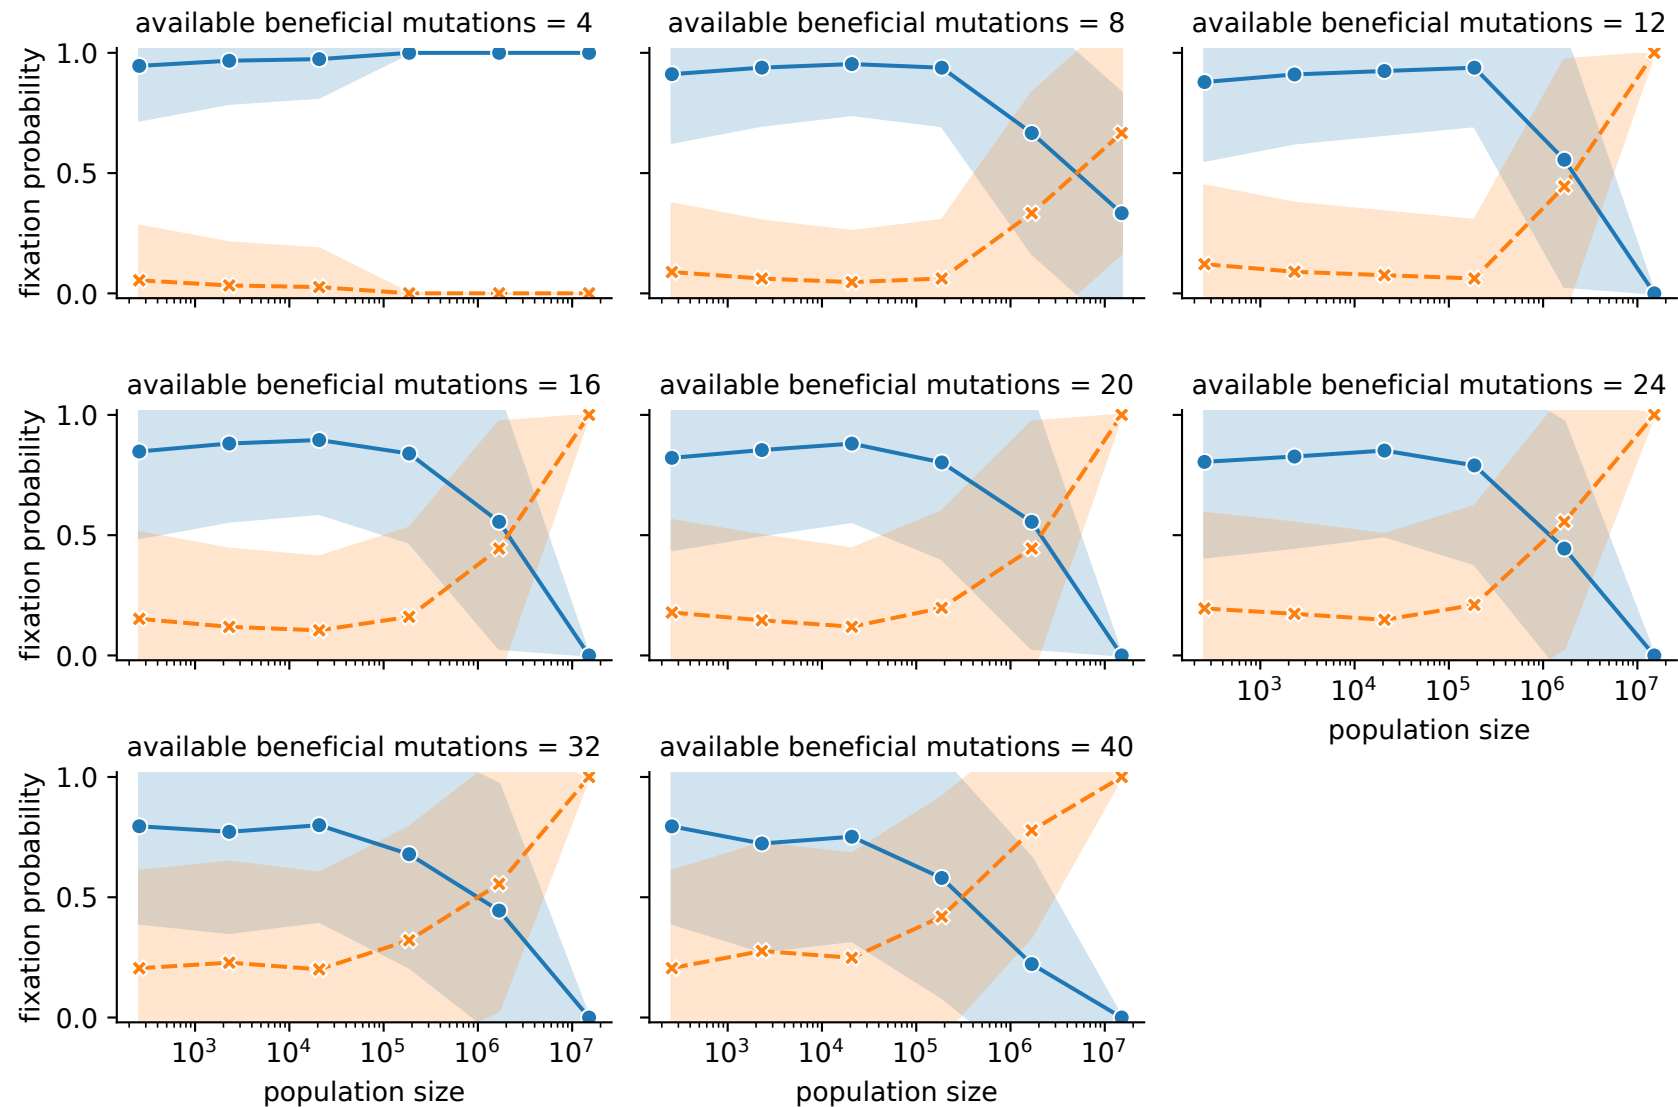 available beneficial mutations = 4
available beneficial mutations = 8
available beneficial mutations = 12
fixation probability
1.0
0.5
0.0
available beneficial mutations = 16
available beneficial mutations = 20
available beneficial mutations = 24
fixation probability
1.0
0.5
0.0
10³ 10⁴ 10⁵ 10⁶ 10⁷
population size
available beneficial mutations = 32
available beneficial mutations = 40
fixation probability
1.0
0.5
0.0
10³ 10⁴ 10⁵ 10⁶ 10⁷
10³ 10⁴ 10⁵ 10⁶ 10⁷
population size
population size